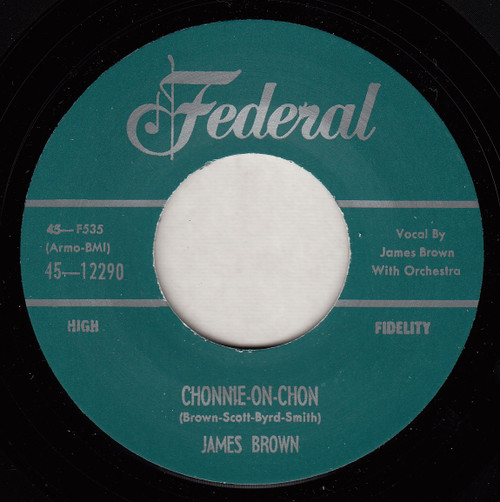 Federal
45—F535
(Armo-BMI)
45—12290
Vocal By
James Brown
With Orchestra
HIGH FIDELITY
CHONNIE-ON-CHON
(Brown-Scott-Byrd-Smith)
JAMES BROWN